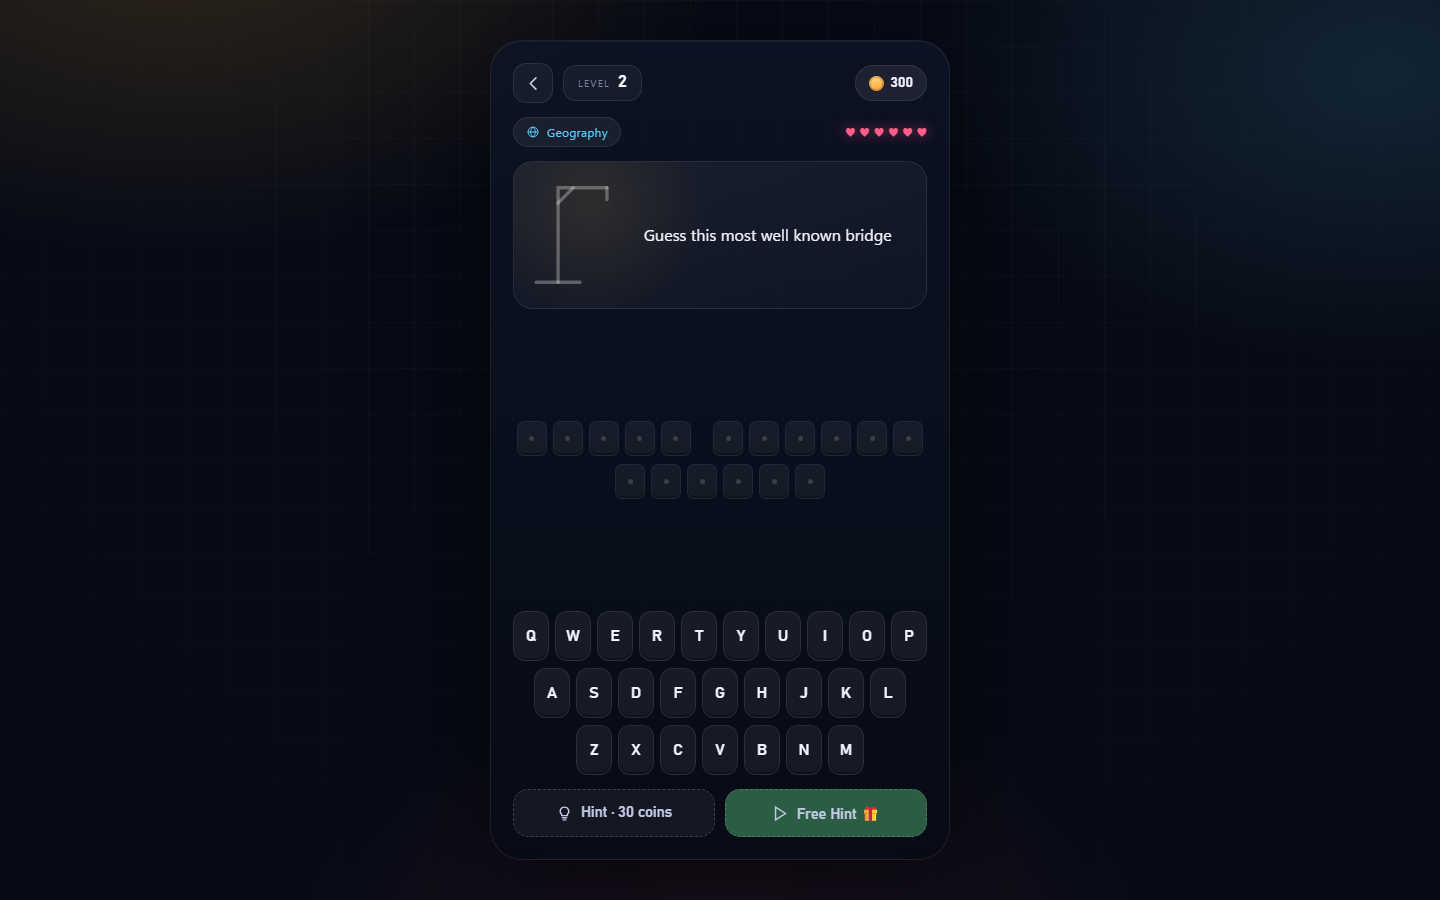 LEVEL 2
300
Geography
Guess this most well known bridge
Q W E R T Y U I O P
A S D F G H J K L
Z X C V B N M
Hint · 30 coins
Free Hint